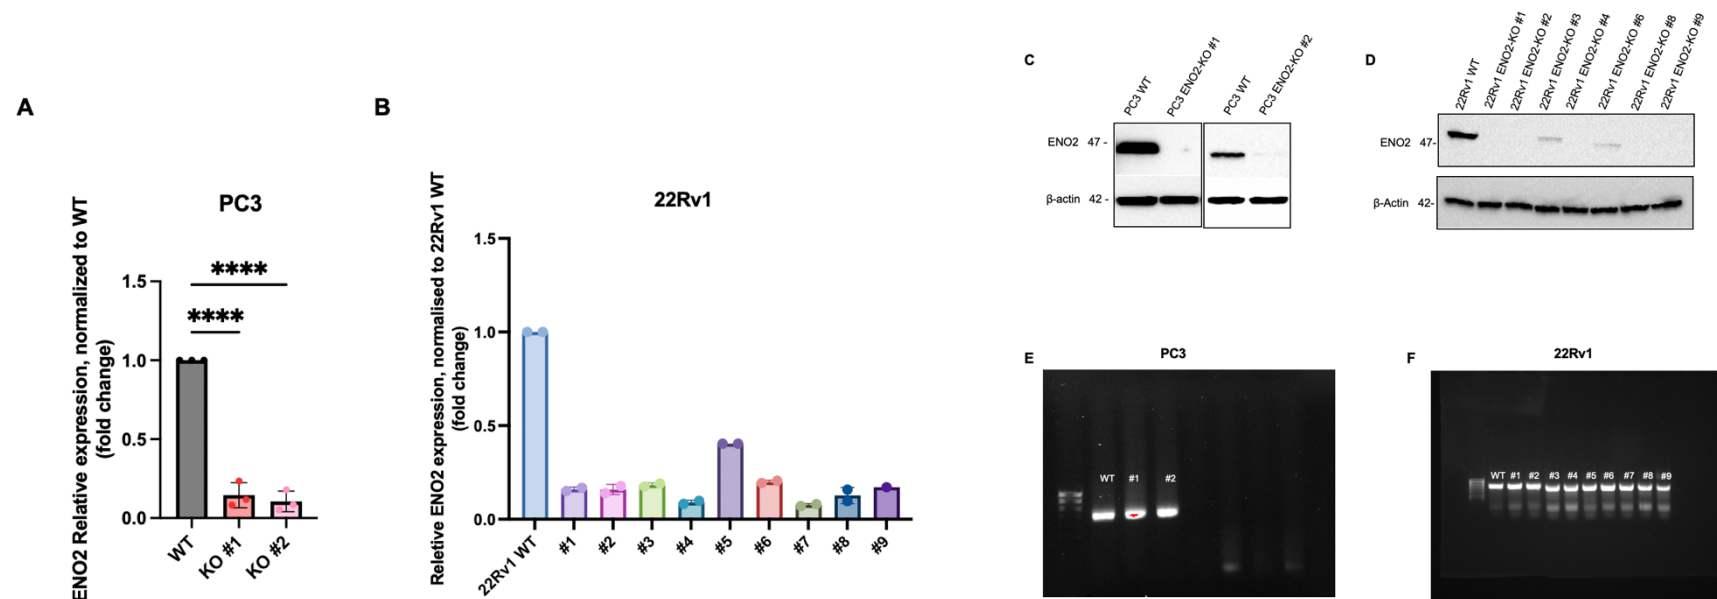 A
PC3
ENO2 Relative expression, normalized to WT
(fold change)
****
****
1.5
1.0
0.5
0.0
WT
KO #1
KO #2
B
22Rv1
Reletive ENO2 expression, normalised to 22Rv1 WT
(fold change)
1.5
1.0
0.5
0.0
22Rv1 WT
#1
#2
#3
#4
#5
#6
#7
#8
#9
C
PC3 WT
PC3 ENO2-KO #1
PC3 WT
PC3 ENO2-KO #2
ENO2 47 -
β-actin 42 -
D
22Rv1 WT
22Rv1 ENO2-KO #1
22Rv1 ENO2-KO #2
22Rv1 ENO2-KO #3
22Rv1 ENO2-KO #4
22Rv1 ENO2-KO #6
22Rv1 ENO2-KO #8
22Rv1 ENO2-KO #9
ENO2 47-
β-Actin 42-
E
PC3
WT #1 #2
F
22Rv1
WT #1 #2 #3 #4 #5 #6 #7 #8 #9